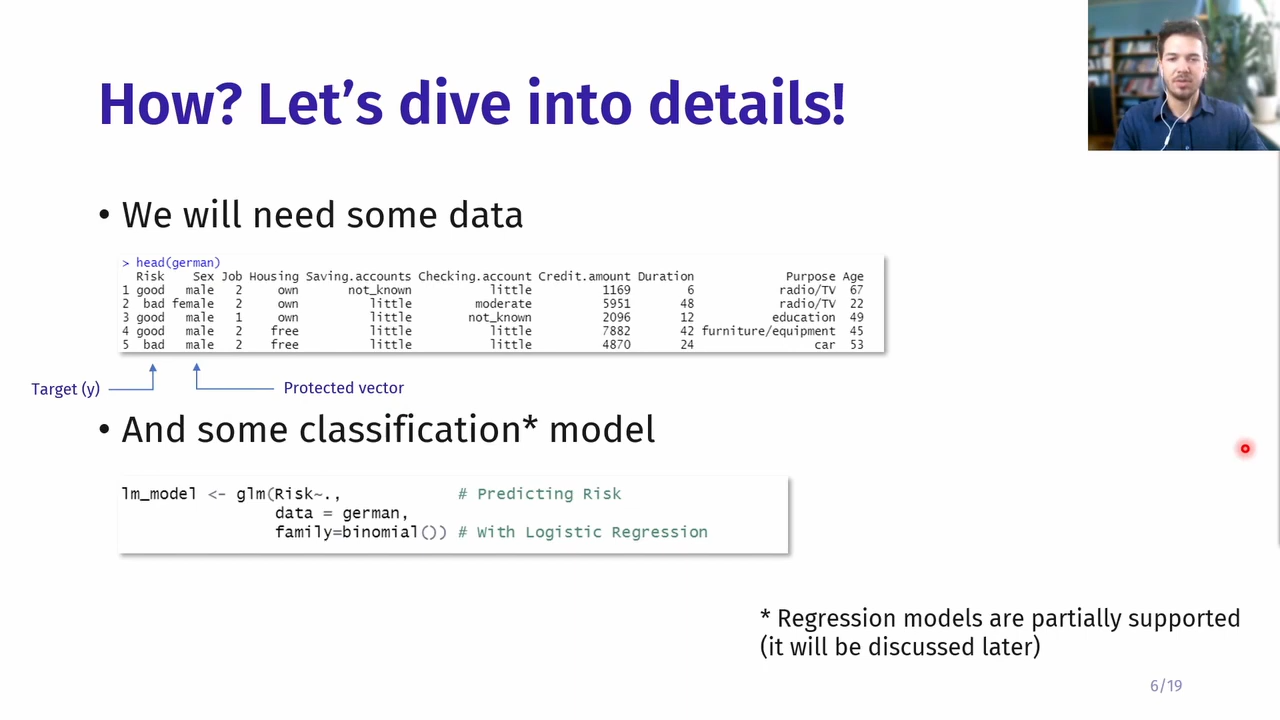 How? Let's dive into details!
• We will need some data
> head(german)
Risk Sex Job Housing Saving.accounts Checking.account Credit.amount Duration Purpose Age
1 good male 2 own not_known little 1169 6 radio/TV 67
2 bad female 2 own little moderate 5951 48 radio/TV 22
3 good male 1 own little not_known 2096 12 education 49
4 good male 2 free little little 7882 42 furniture/equipment 45
5 bad male 2 free little little 4870 24 car 53
Target (y)
Protected vector
• And some classification* model
lm_model <- glm(Risk~., # Predicting Risk
data = german,
family=binomial()) # With Logistic Regression
* Regression models are partially supported
(it will be discussed later)
6/19